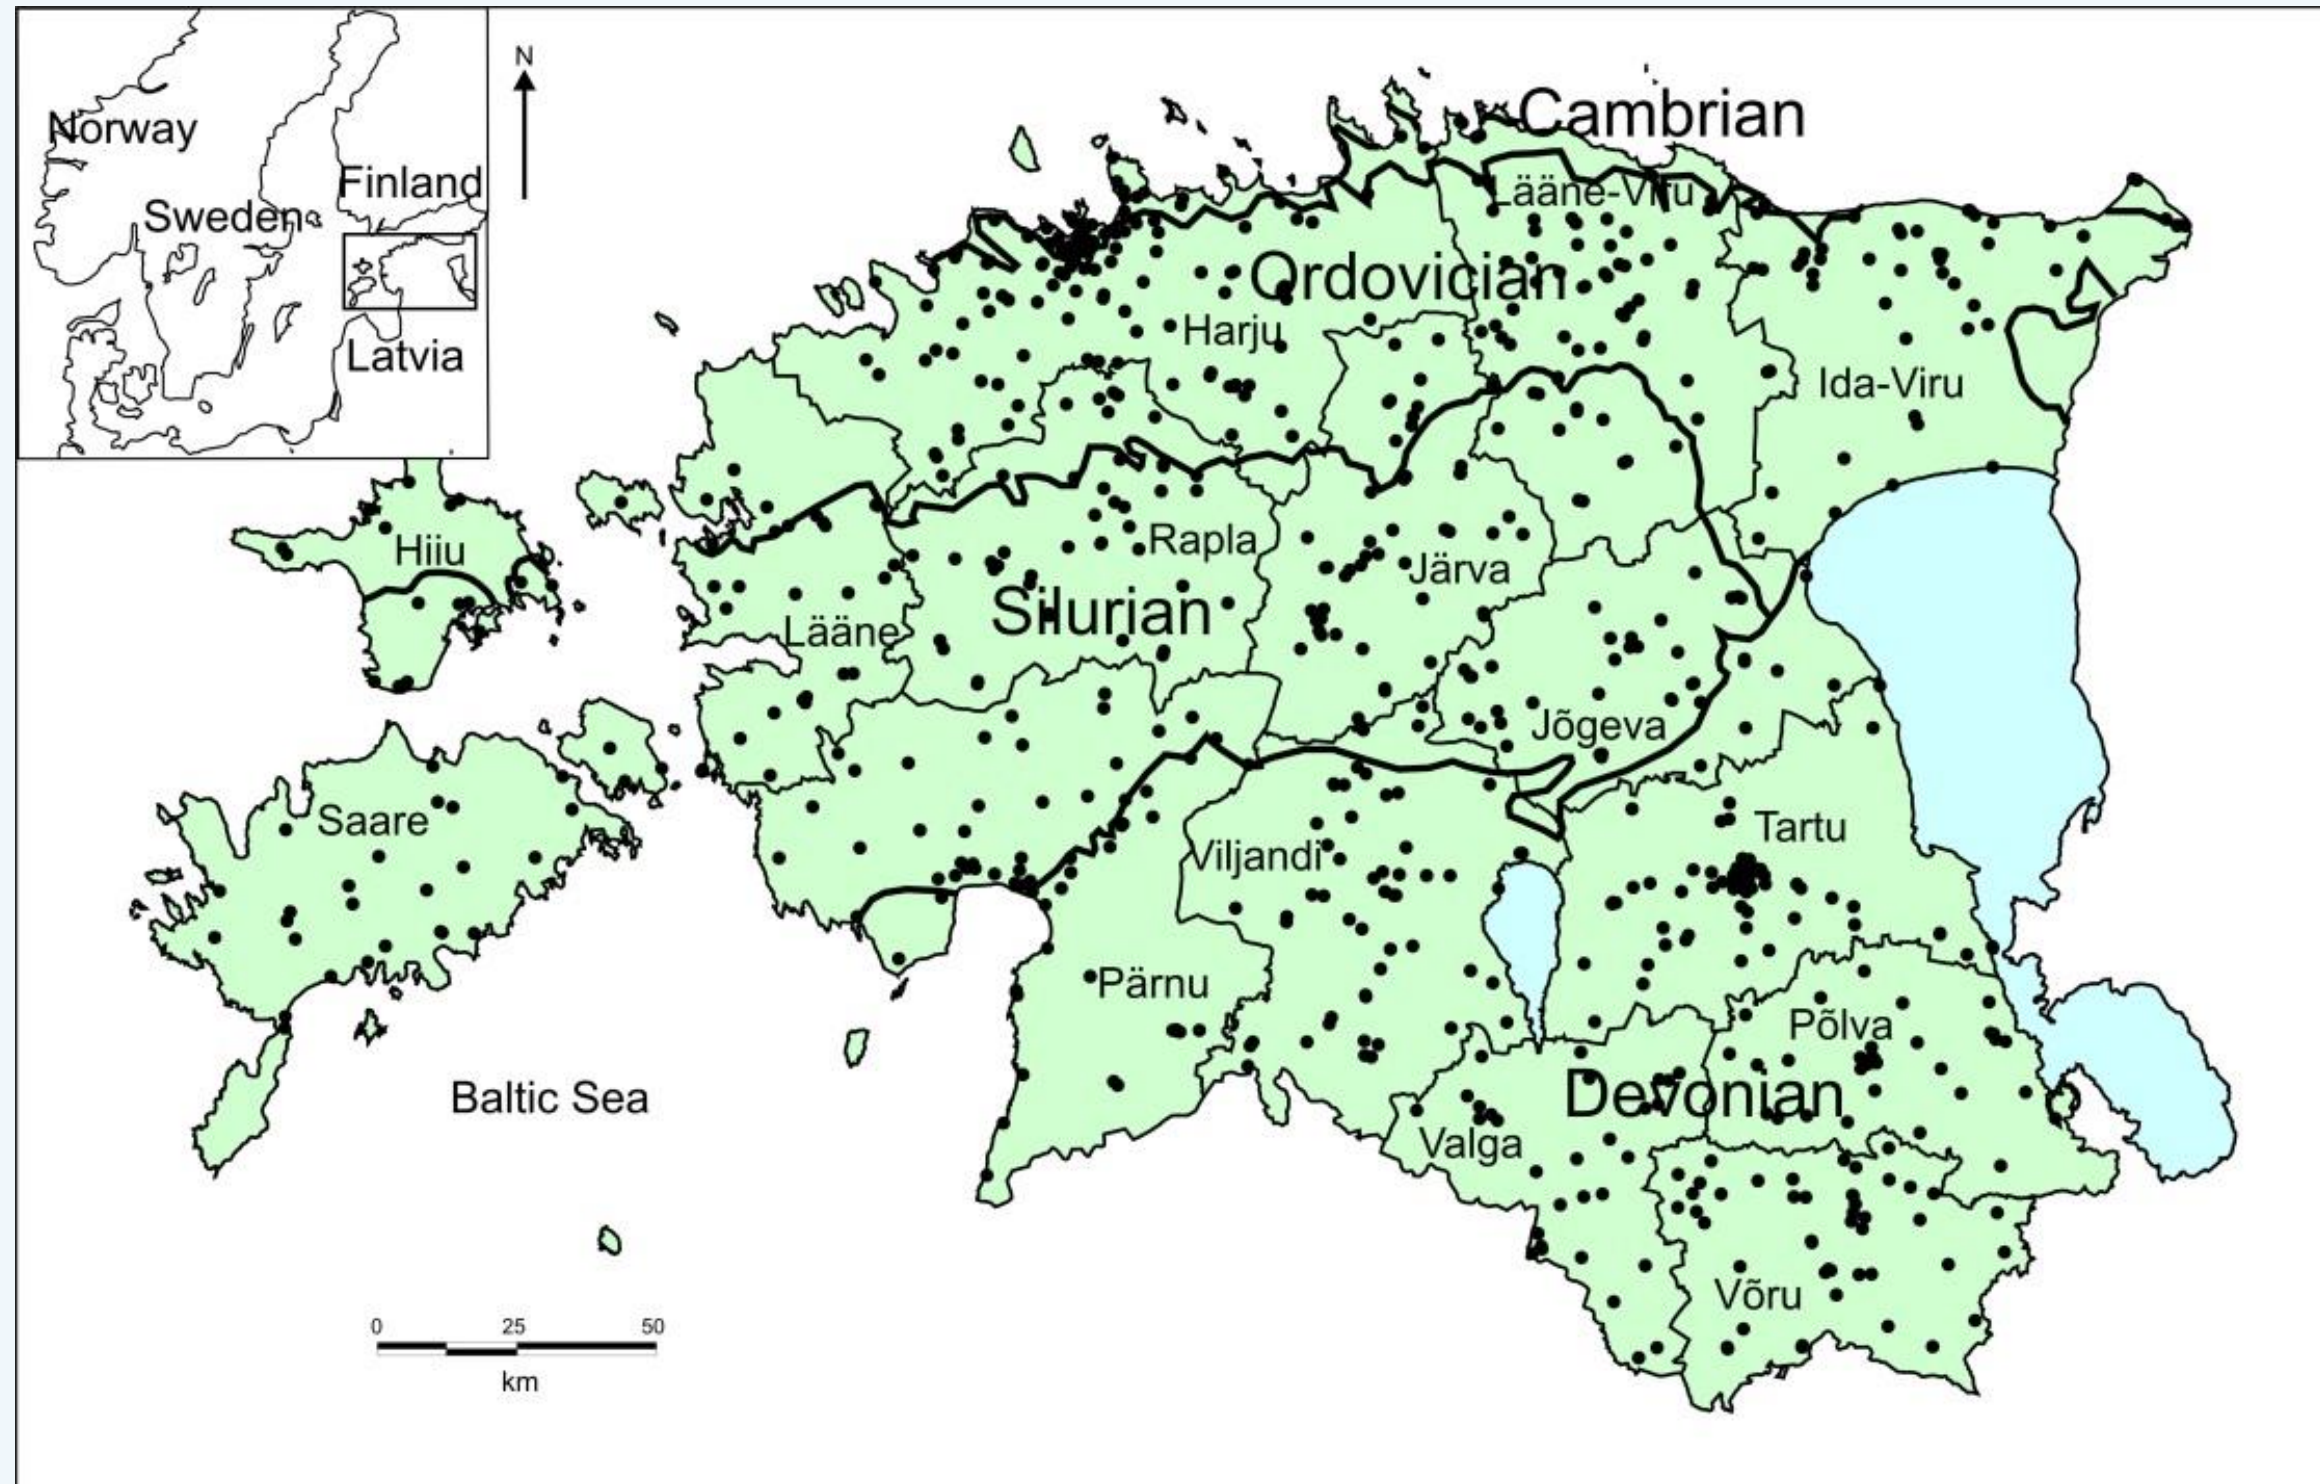 N
Norway
Finland
Sweden
Latvia
Cambrian
Lääne-Viru
Ordovician
Harju
Ida-Viru
Hiiu
Rapla
Järva
Silurian
Lääne
Jõgeva
Saare
Tartu
Viljandi
Pärnu
Põlva
Baltic Sea
Devonian
Valga
Võru
0 25 50
km